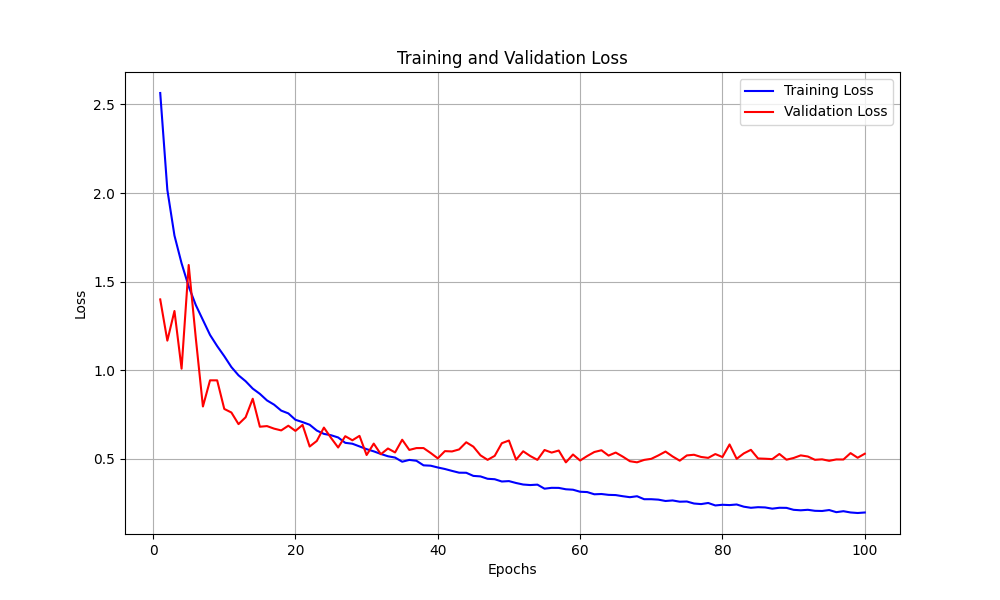 Training and Validation Loss
Training Loss
Validation Loss
2.5
2.0
1.5
1.0
0.5
Loss
0 20 40 60 80 100
Epochs